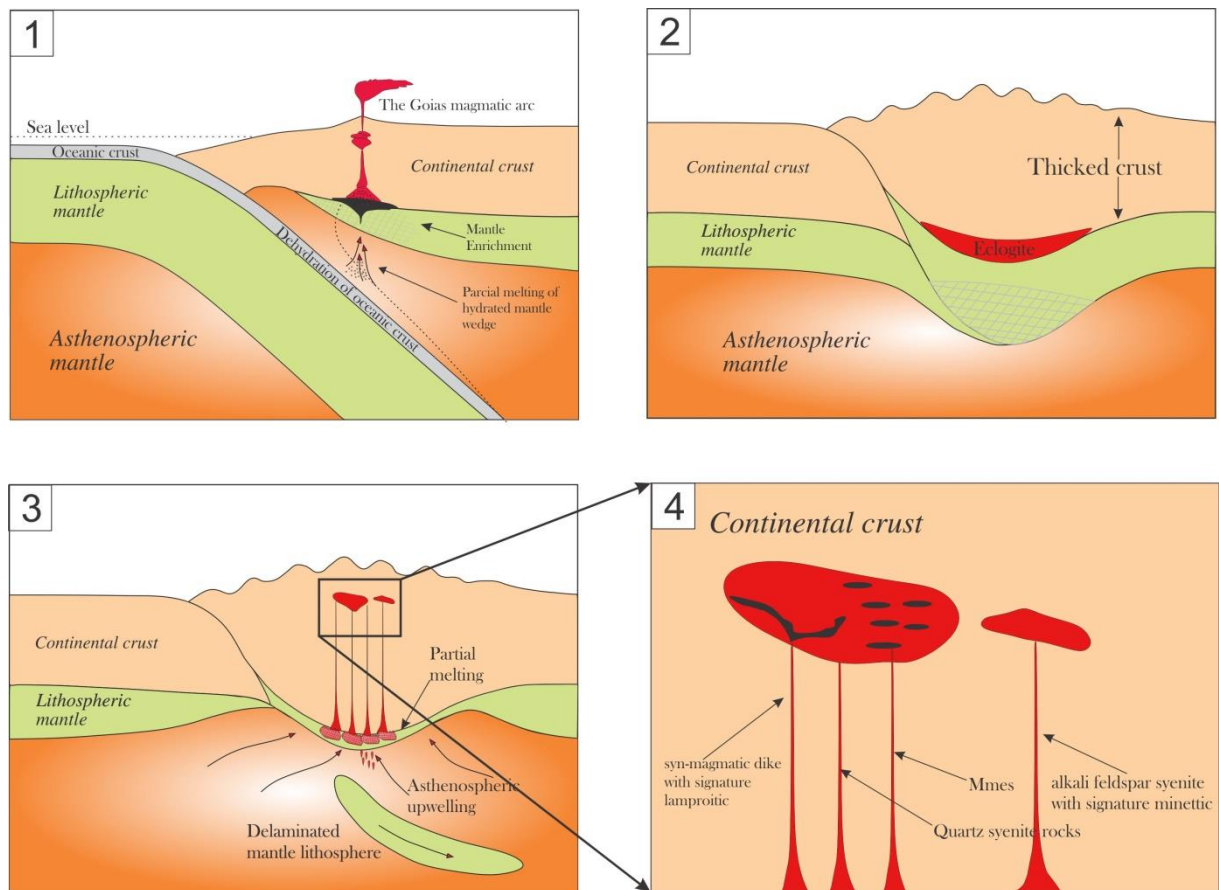 1
The Goias magmatic arc
Sea level
Oceanic crust
Continental crust
Lithospheric
mantle
Mantle
Enrichment
Dehydration of oceanic crust
Parcial melting of
hydrated mantle
wedge
Asthenospheric
mantle
2
Continental crust
Thicked crust
Lithospheric
mantle
Eclogite
Asthenospheric
mantle
3
Continental crust
Partial
melting
Lithospheric
mantle
Asthenospheric
upwelling
Delaminated
mantle lithosphere
4
Continental crust
syn-magmatic dike
with signature
lamproitic
Mmes
alkali feldspar syenite
with signature minettic
Quartz syenite rocks